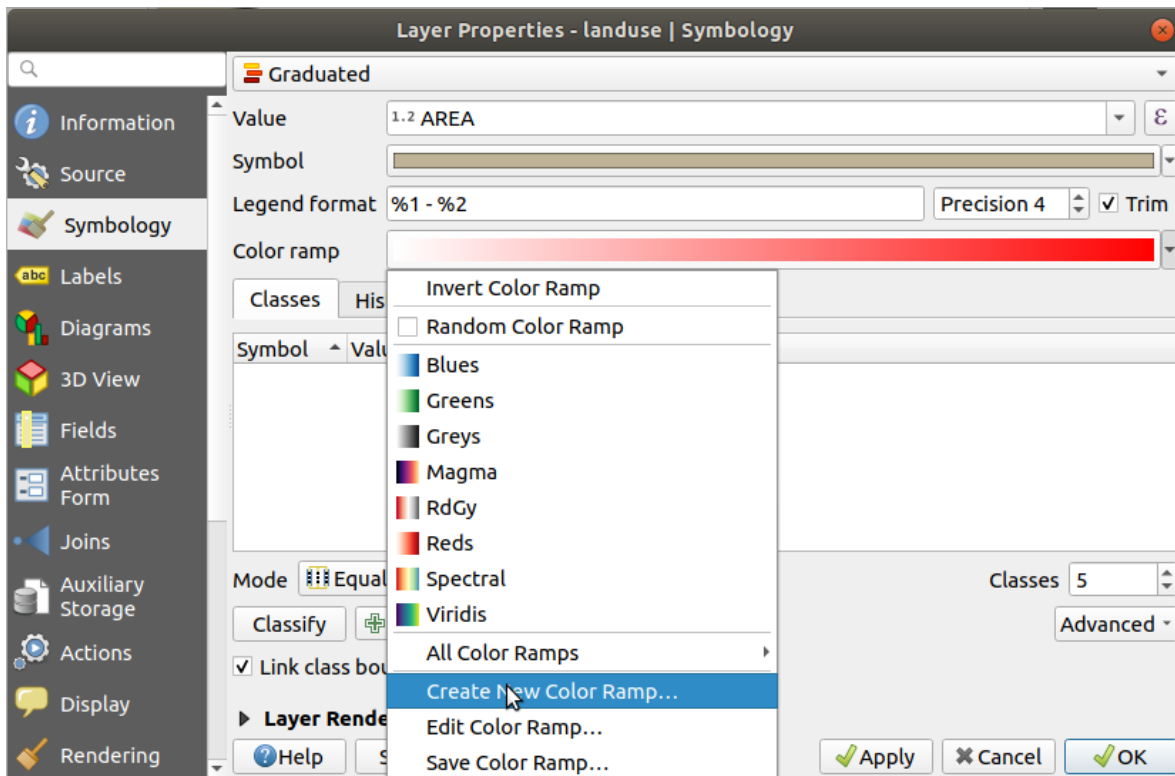 Layer Properties - landuse | Symbology
Graduated
Information
Value 1.2 AREA ε
Source
Symbol
Symbology
Legend format %1 - %2 Precision 4 Trim
Color ramp
abc Labels
Invert Color Ramp
Classes His
Random Color Ramp
Diagrams
Symbol Valu
Blues
3D View
Greens
Fields
Greys
Attributes
Form
Magma
RdGy
Joins
Reds
Auxiliary
Storage
Mode Equal
Spectral
Classes 5
Viridis
Classify
Advanced
Actions
All Color Ramps
Link class bou
Display
Create New Color Ramp...
Layer Rende
Edit Color Ramp...
Rendering
Help S
Save Color Ramp...
Apply Cancel OK